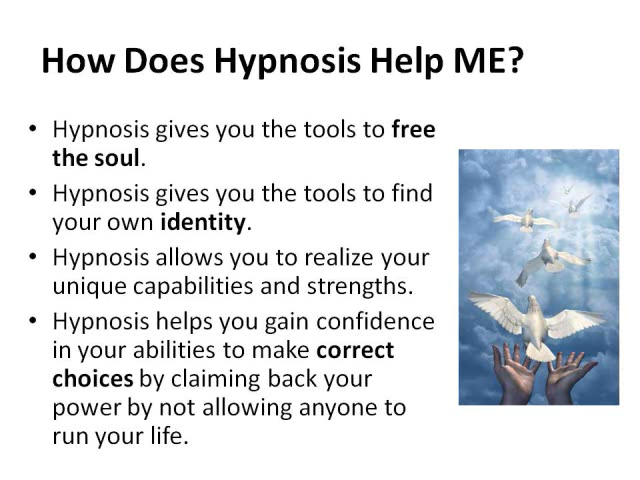 How Does Hypnosis Help ME?
• Hypnosis gives you the tools to free
the soul.
• Hypnosis gives you the tools to find
your own identity.
• Hypnosis allows you to realize your
unique capabilities and strengths.
• Hypnosis helps you gain confidence
in your abilities to make correct
choices by claiming back your
power by not allowing anyone to
run your life.